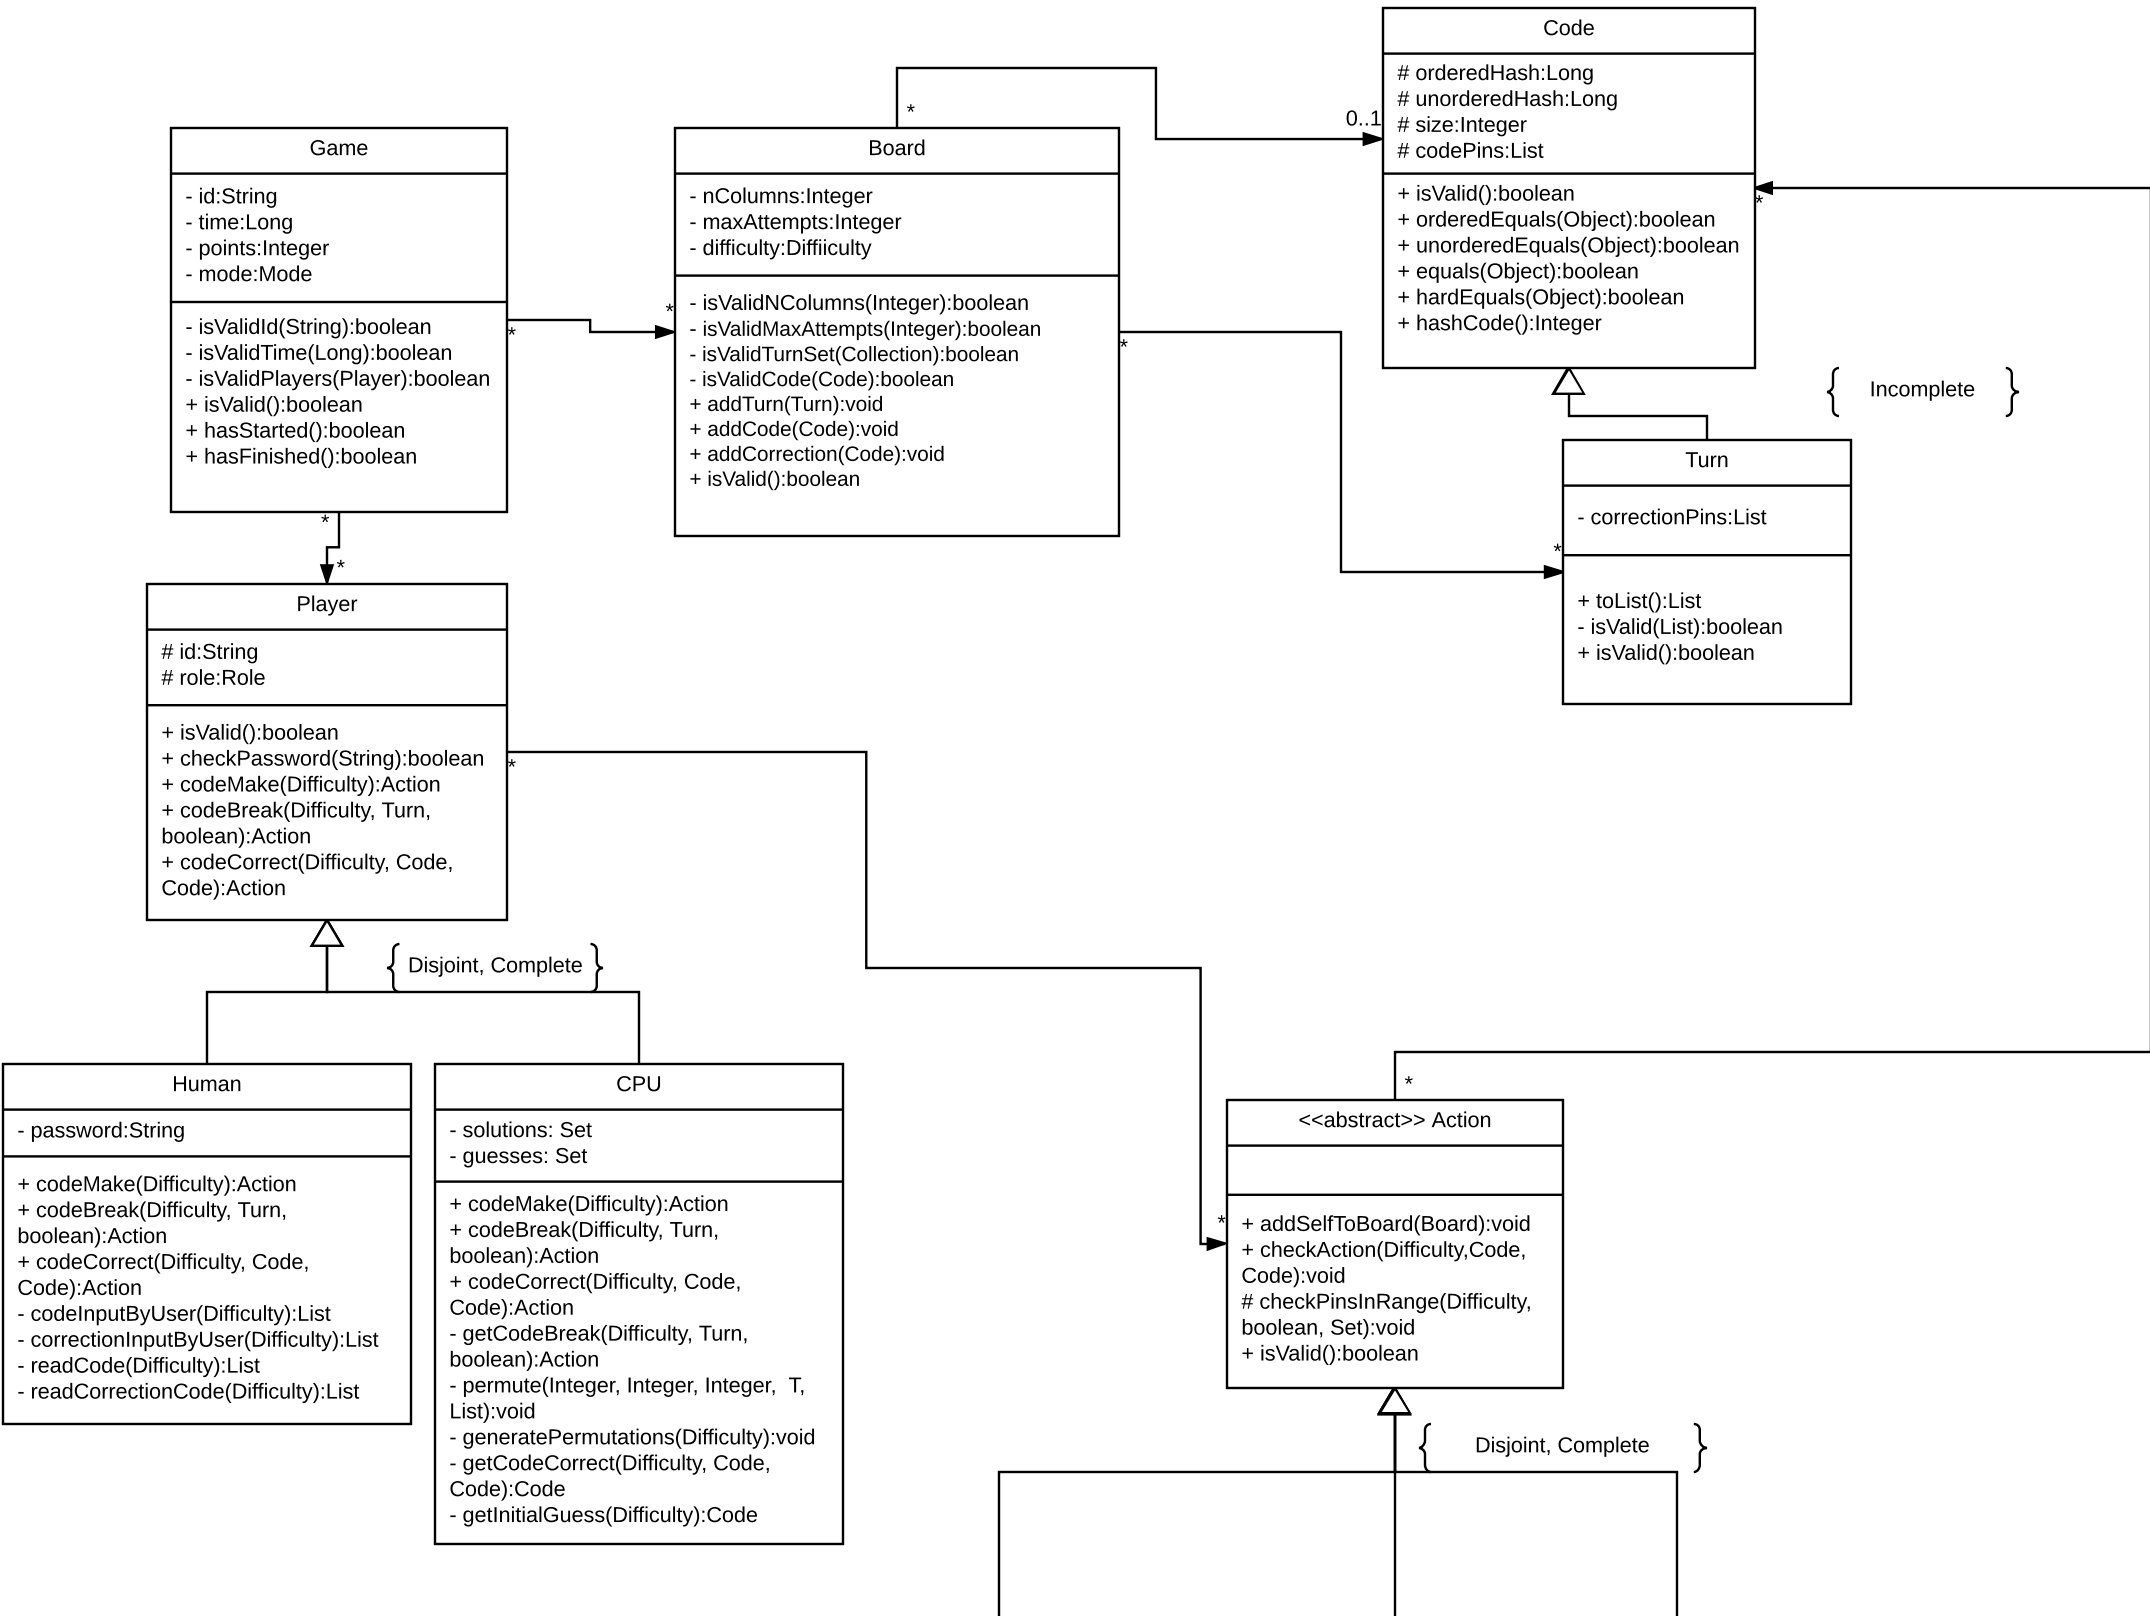 Code
# orderedHash:Long
# unorderedHash:Long
# size:Integer
# codePins:List
+ isValid():boolean
+ orderedEquals(Object):boolean
+ unorderedEquals(Object):boolean
+ equals(Object):boolean
+ hardEquals(Object):boolean
+ hashCode():Integer
*
0..1
*
Game
- id:String
- time:Long
- points:Integer
- mode:Mode
- isValidId(String):boolean
- isValidTime(Long):boolean
- isValidPlayers(Player):boolean
+ isValid():boolean
+ hasStarted():boolean
+ hasFinished():boolean
*
*
Board
- nColumns:Integer
- maxAttempts:Integer
- difficulty:Diffiiculty
- isValidNColumns(Integer):boolean
- isValidMaxAttempts(Integer):boolean
- isValidTurnSet(Collection):boolean
- isValidCode(Code):boolean
+ addTurn(Turn):void
+ addCode(Code):void
+ addCorrection(Code):void
+ isValid():boolean
*
*
Incomplete
Turn
- correctionPins:List
+ toList():List
- isValid(List):boolean
+ isValid():boolean
*
*
Player
# id:String
# role:Role
+ isValid():boolean
+ checkPassword(String):boolean
+ codeMake(Difficulty):Action
+ codeBreak(Difficulty, Turn,
boolean):Action
+ codeCorrect(Difficulty, Code,
Code):Action
*
{ Disjoint, Complete }
Human
- password:String
+ codeMake(Difficulty):Action
+ codeBreak(Difficulty, Turn,
boolean):Action
+ codeCorrect(Difficulty, Code,
Code):Action
- codeInputByUser(Difficulty):List
- correctionInputByUser(Difficulty):List
- readCode(Difficulty):List
- readCorrectionCode(Difficulty):List
CPU
- solutions: Set
- guesses: Set
+ codeMake(Difficulty):Action
+ codeBreak(Difficulty, Turn,
boolean):Action
+ codeCorrect(Difficulty, Code,
Code):Action
- getCodeBreak(Difficulty, Turn,
boolean):Action
- permute(Integer, Integer, Integer,  T,
List):void
- generatePermutations(Difficulty):void
- getCodeCorrect(Difficulty, Code,
Code):Code
- getInitialGuess(Difficulty):Code
*
*
<<abstract>> Action
+ addSelfToBoard(Board):void
+ checkAction(Difficulty,Code,
Code):void
# checkPinsInRange(Difficulty,
boolean, Set):void
+ isValid():boolean
{ Disjoint, Complete }